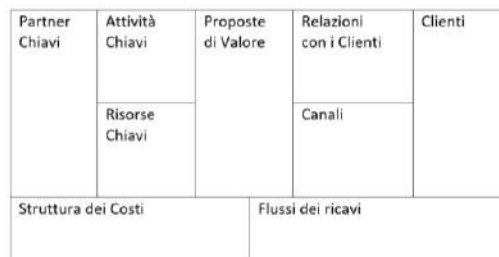 Partner
Chiavi
Attività
Chiavi
Risorse
Chiavi
Proposte
di Valore
Relazioni
con i Clienti
Canali
Clienti
Struttura dei Costi
Flussi dei ricavi